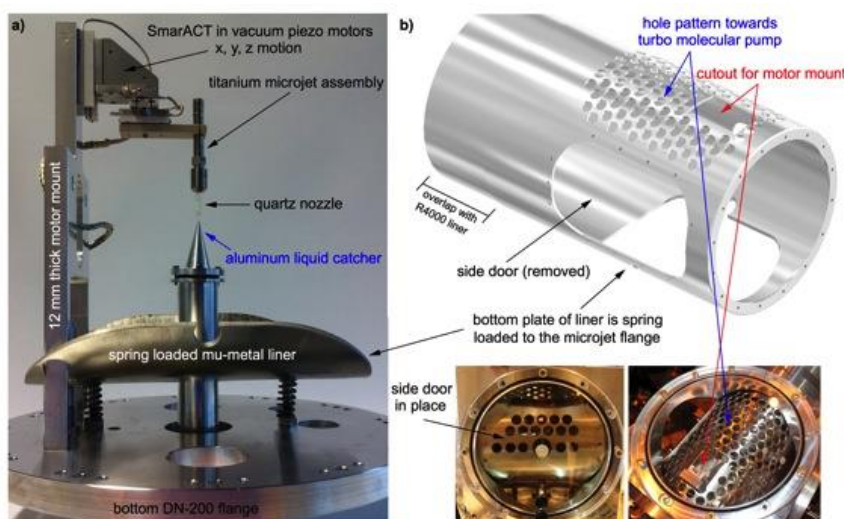 a)
SmarACT in vacuum piezo motors
x, y, z motion
titanium microjet assembly
12 mm thick motor mount
quartz nozzle
aluminum liquid catcher
spring loaded mu-metal liner
bottom DN-200 flange
b)
hole pattern towards
turbo molecular pump
cutout for motor mount
overlap with
R4000 liner
side door (removed)
bottom plate of liner is spring
loaded to the microjet flange
side door
in place